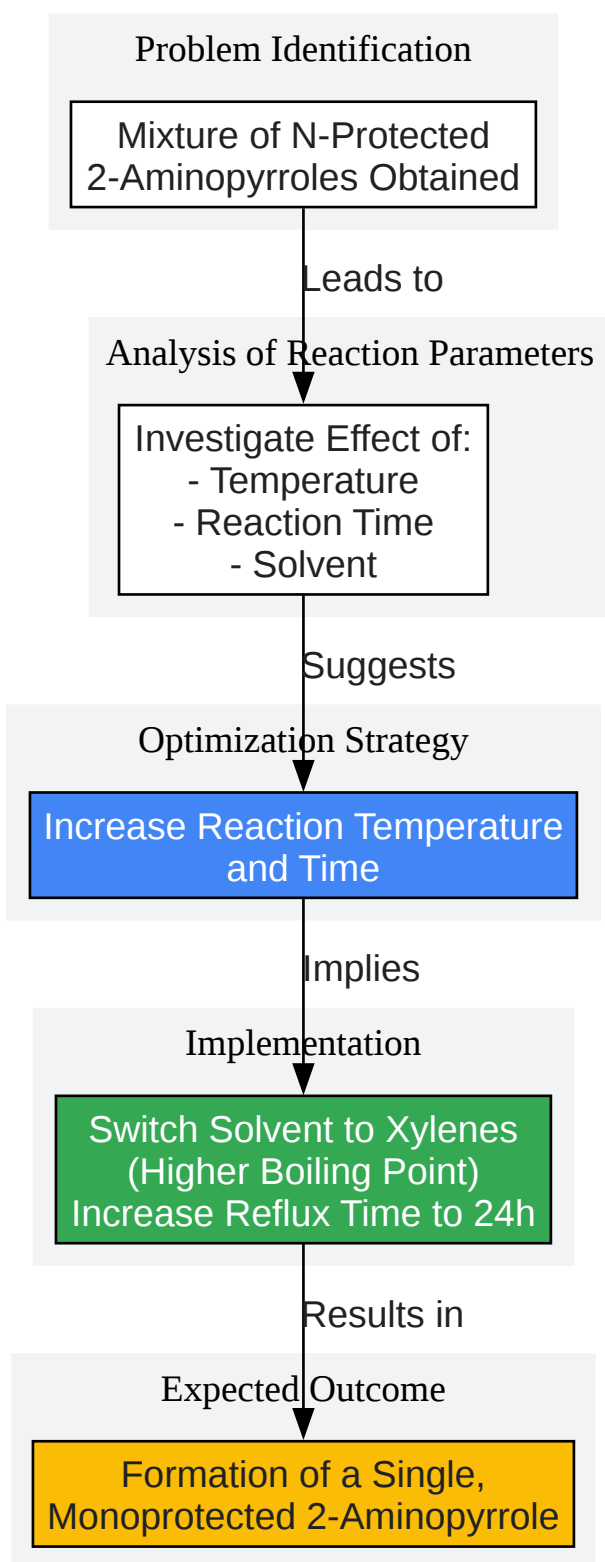 Problem Identification
Mixture of N-Protected
2-Aminopyrroles Obtained
Leads to
Analysis of Reaction Parameters
Investigate Effect of:
- Temperature
- Reaction Time
- Solvent
Suggests
Optimization Strategy
Increase Reaction Temperature
and Time
Implies
Implementation
Switch Solvent to Xylenes
(Higher Boiling Point)
Increase Reflux Time to 24h
Results in
Expected Outcome
Formation of a Single,
Monoprotected 2-Aminopyrrole